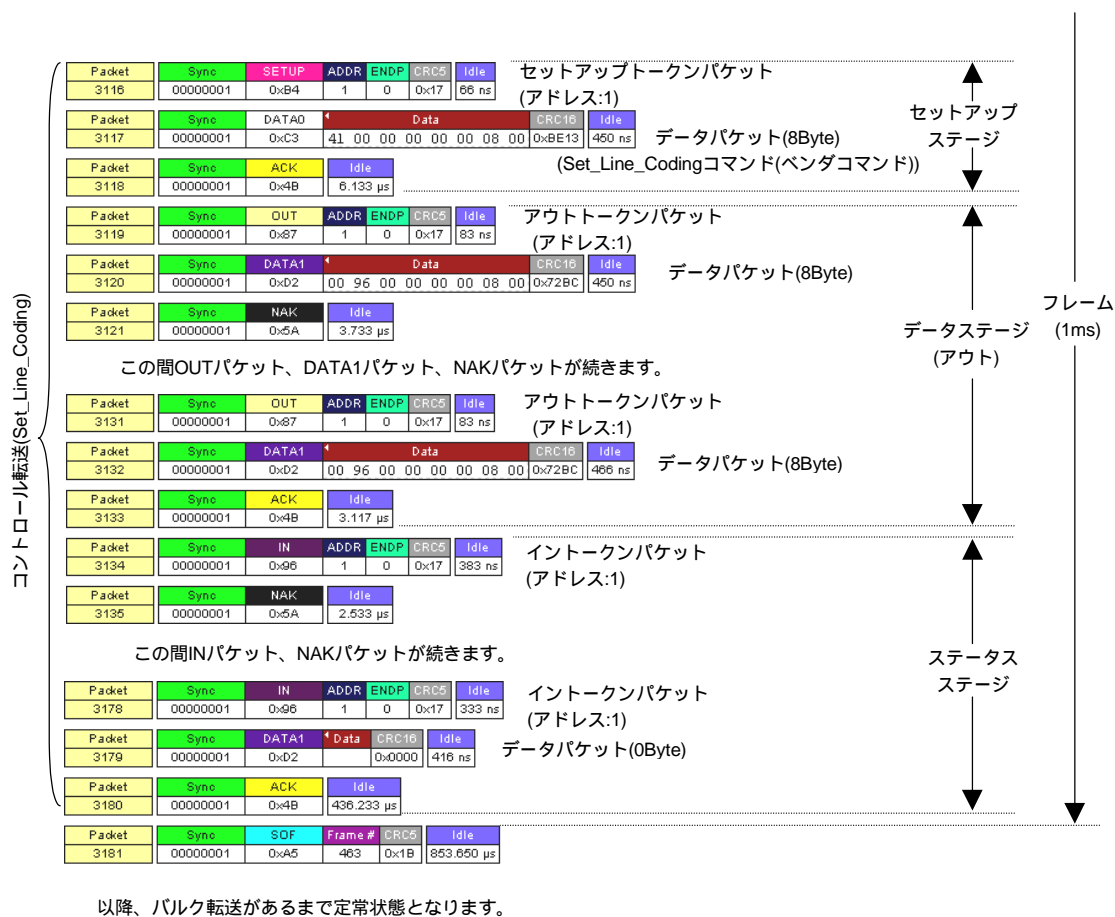 コントロール転送(Set_Line_Coding)
Packet Sync SETUP ADDR ENDP CRC5 Idle
3116 00000001 0xB4 1 0 0x17 66 ns
セットアップトークンパケット
(アドレス:1)
Packet Sync DATA0 Data CRC16 Idle
3117 00000001 0xC3 41 00 00 00 00 00 08 00 0xBE13 450 ns
データパケット(8Byte)
(Set_Line_Codingコマンド(ベンダコマンド))
Packet Sync ACK Idle
3118 00000001 0x4B 6.133 μs
セットアップ
ステージ
Packet Sync OUT ADDR ENDP CRC5 Idle
3119 00000001 0x87 1 0 0x17 83 ns
アウトトークンパケット
(アドレス:1)
Packet Sync DATA1 Data CRC16 Idle
3120 00000001 0xD2 00 96 00 00 00 00 08 00 0x72BC 450 ns
データパケット(8Byte)
Packet Sync NAK Idle
3121 00000001 0x5A 3.733 μs
データステージ
(アウト)
フレーム
(1ms)
この間OUTパケット、DATA1パケット、NAKパケットが続きます。
Packet Sync OUT ADDR ENDP CRC5 Idle
3131 00000001 0x87 1 0 0x17 83 ns
アウトトークンパケット
(アドレス:1)
Packet Sync DATA1 Data CRC16 Idle
3132 00000001 0xD2 00 96 00 00 00 00 08 00 0x72BC 466 ns
データパケット(8Byte)
Packet Sync ACK Idle
3133 00000001 0x4B 3.117 μs
Packet Sync IN ADDR ENDP CRC5 Idle
3134 00000001 0x96 1 0 0x17 383 ns
イントークンパケット
(アドレス:1)
Packet Sync NAK Idle
3135 00000001 0x5A 2.533 μs
この間INパケット、NAKパケットが続きます。
ステータス
ステージ
Packet Sync IN ADDR ENDP CRC5 Idle
3178 00000001 0x96 1 0 0x17 333 ns
イントークンパケット
(アドレス:1)
Packet Sync DATA1 Data CRC16 Idle
3179 00000001 0xD2 0x0000 416 ns
データパケット(0Byte)
Packet Sync ACK Idle
3180 00000001 0x4B 436.233 μs
Packet Sync SOF Frame # CRC5 Idle
3181 00000001 0xA5 463 0x1B 853.650 μs
以降、バルク転送があるまで定常状態となります。